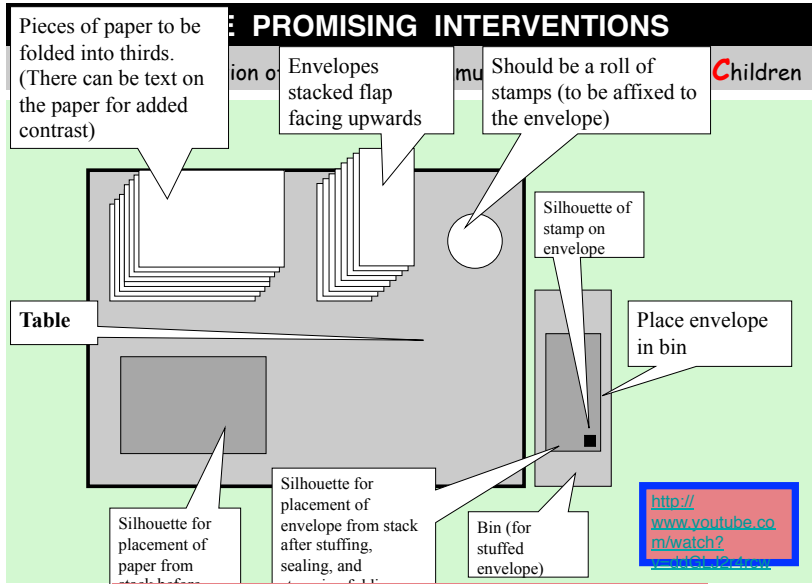 E PROMISING INTERVENTIONS
Pieces of paper to be
folded into thirds.
(There can be text on
the paper for added
contrast)
ion of
mu
Children
Envelopes
stacked flap
facing upwards
Should be a roll of
stamps (to be affixed to
the envelope)
Silhouette of
stamp on
envelope
Table
Place envelope
in bin
Silhouette for
placement of
paper from
Silhouette for
placement of
envelope from stack
after stuffing,
sealing, and
Bin (for
stuffed
envelope)
http://
www.youtube.co
m/watch?